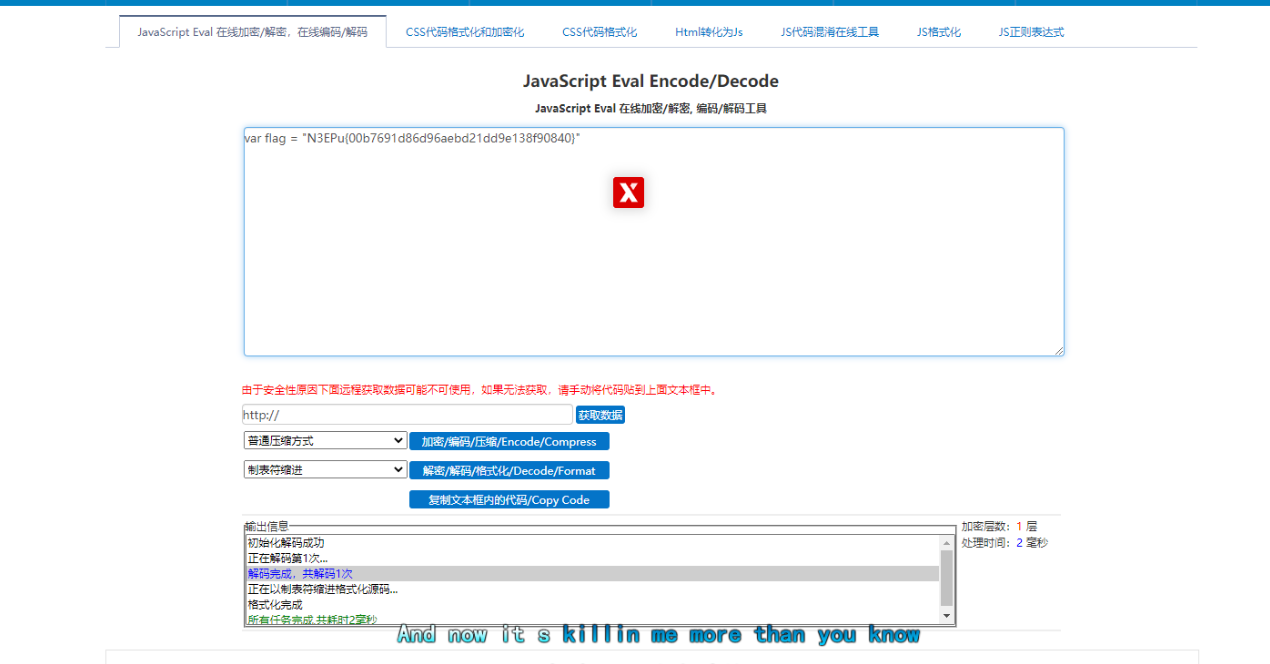 JavaScript Eval 在线加密/解密，在线编码/解码 CSS代码格式化和加密化 CSS代码格式化 Html转化为Js JS代码混淆在线工具 JS格式化 JS正则表达式
JavaScript Eval Encode/Decode
JavaScript Eval 在线加密/解密, 编码/解码工具
var flag = "N3EPu{00b7691d86d96aebd21dd9e138f90840}"
X
由于安全性原因下面远程获取数据可能不可使用，如果无法获取，请手动将代码贴到上面文本框中。
http:// 获取数据
普通压缩方式 加密/编码/压缩/Encode/Compress
制表符缩进 解密/解码/格式化/Decode/Format
复制文本框内的代码/Copy Code
输出信息 加密层数：1 层
初始化解码成功 处理时间：2 毫秒
正在解码第1次...
解码完成，共解码1次
正在以制表符缩进格式化源码...
格式化完成
所有任务完成,共耗时2毫秒
And now it s killin me more than you know